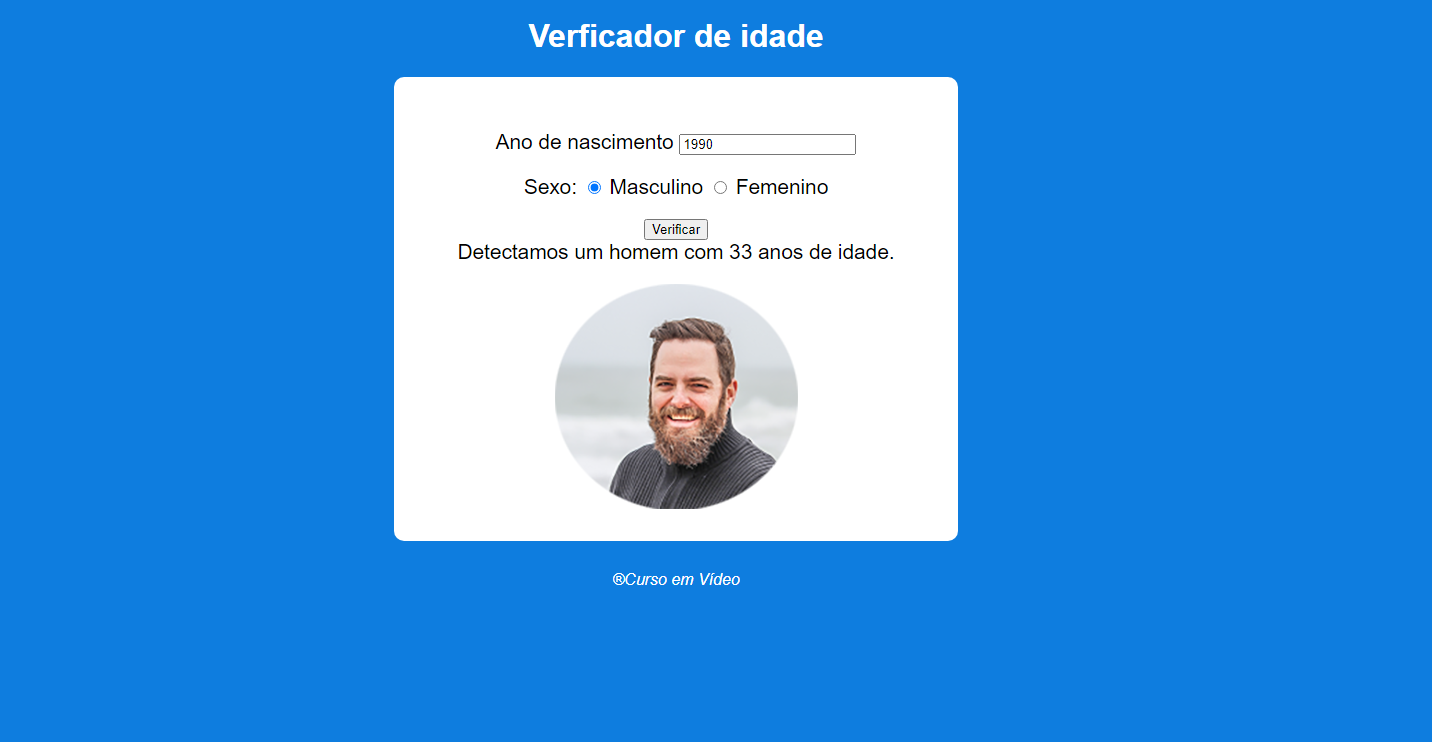 Verficador de idade
Ano de nascimento 1990
Sexo: Masculino Femenino
Verificar
Detectamos um homem com 33 anos de idade.
®Curso em Vídeo